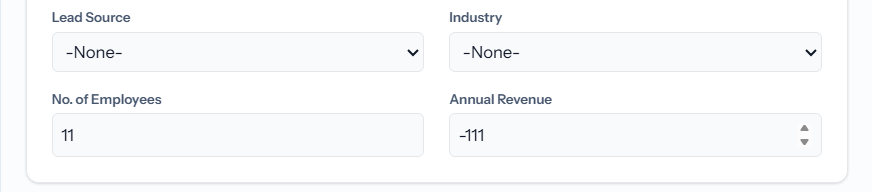 Lead Source Industry
-None- -None-
No. of Employees Annual Revenue
11 -111